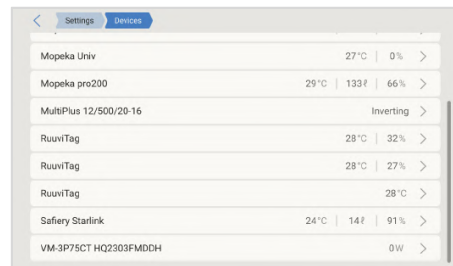 Settings Devices
Mopeka Univ 27°C 0%
Mopeka pro200 29°C 133ℓ 66%
MultiPlus 12/500/20-16 Inverting
RuuviTag 28°C 32%
RuuviTag 28°C 27%
RuuviTag 28°C
Safiery Starlink 24°C 14ℓ 91%
VM-3P75CT HQ2303FMDDH 0W